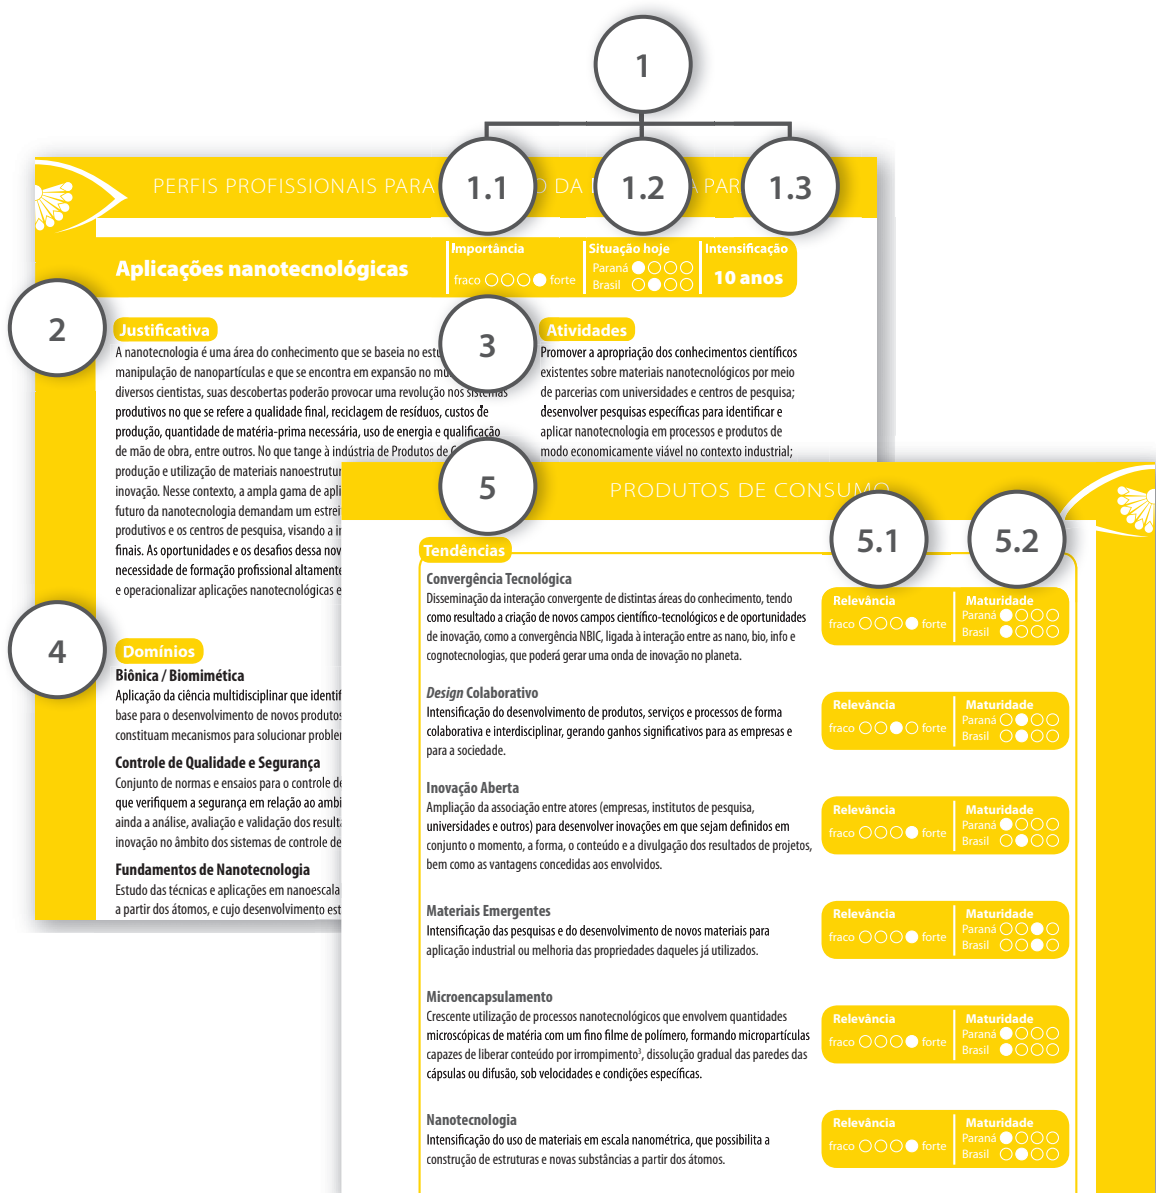 1
1.1
1.2
1.3
PERFIS PROFISSIONAIS PARA
O DA
A PAR
Aplicações nanotecnológicas
Importância
fraco
forte
Situação hoje
Paraná
Brasil
Intensificação
10 anos
2
Justificativa
A nanotecnologia é uma área do conhecimento que se baseia no
manipulação de nanopartículas e que se encontra em expansão no
diversos cientistas, suas descobertas poderão provocar uma revolução nos sistemas
produtivos no que se refere a qualidade final, reciclagem de resíduos, custos de
produção, quantidade de matéria-prima necessária, uso de energia e qualificação
de mão de obra, entre outros. No que tange à indústria de Produtos de
produção e utilização de materiais
inovação. Nesse contexto, a ampla gama de
futuro da nanotecnologia demandam um
produtivos e os centros de pesquisa, visando a
finais. As oportunidades e os desafios dessa
necessidade de formação profissional altamente
e operacionalizar aplicações nanotecnológicas e
3
Atividades
Promover a apropriação dos conhecimentos científicos
existentes sobre materiais nanotecnológicos por meio
de parcerias com universidades e centros de pesquisa;
desenvolver pesquisas específicas para identificar e
aplicar nanotecnologia em processos e produtos de
modo economicamente viável no contexto industrial;
4
Domínios
Biônica / Biomimética
Aplicação da ciência multidisciplinar que
base para o desenvolvimento de novos produtos
constituam mecanismos para solucionar
Controle de Qualidade e Segurança
Conjunto de normas e ensaios para o controle de
que verifiquem a segurança em relação ao
ainda a análise, avaliação e validação dos
inovação no âmbito dos sistemas de controle de
Fundamentos de Nanotecnologia
Estudo das técnicas e aplicações em nanoescala
a partir dos átomos, e cujo desenvolvimento
5
PRODUTOS DE CONSUMO
5.1
5.2
Tendências
Convergência Tecnológica
Disseminação da interação convergente de distintas áreas do conhecimento, tendo
como resultado a criação de novos campos científico-tecnológicos e de oportunidades
de inovação, como a convergência NBIC, ligada à interação entre as nano, bio, info e
cognotecnologias, que poderá gerar uma onda de inovação no planeta.
Relevância
fraco
forte
Maturidade
Paraná
Brasil
Design Colaborativo
Intensificação do desenvolvimento de produtos, serviços e processos de forma
colaborativa e interdisciplinar, gerando ganhos significativos para as empresas e
para a sociedade.
Relevância
fraco
forte
Maturidade
Paraná
Brasil
Inovação Aberta
Ampliação da associação entre atores (empresas, institutos de pesquisa,
universidades e outros) para desenvolver inovações em que sejam definidos em
conjunto o momento, a forma, o conteúdo e a divulgação dos resultados de projetos,
bem como as vantagens concedidas aos envolvidos.
Relevância
fraco
forte
Maturidade
Paraná
Brasil
Materiais Emergentes
Intensificação das pesquisas e do desenvolvimento de novos materiais para
aplicação industrial ou melhoria das propriedades daqueles já utilizados.
Relevância
fraco
forte
Maturidade
Paraná
Brasil
Microencapsulamento
Crescente utilização de processos nanotecnológicos que envolvem quantidades
microscópicas de matéria com um fino filme de polímero, formando micropartículas
capazes de liberar conteúdo por irrompimento³, dissolução gradual das paredes das
cápsulas ou difusão, sob velocidades e condições específicas.
Relevância
fraco
forte
Maturidade
Paraná
Brasil
Nanotecnologia
Intensificação do uso de materiais em escala nanométrica, que possibilita a
construção de estruturas e novas substâncias a partir dos átomos.
Relevância
fraco
forte
Maturidade
Paraná
Brasil